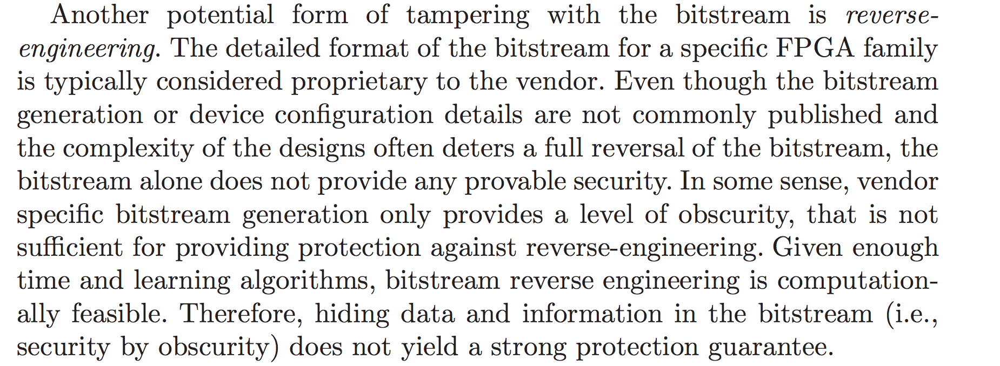 Another potential form of tampering with the bitstream is reverse-
engineering. The detailed format of the bitstream for a specific FPGA family
is typically considered proprietary to the vendor. Even though the bitstream
generation or device configuration details are not commonly published and
the complexity of the designs often deters a full reversal of the bitstream, the
bitstream alone does not provide any provable security. In some sense, vendor
specific bitstream generation only provides a level of obscurity, that is not
sufficient for providing protection against reverse-engineering. Given enough
time and learning algorithms, bitstream reverse engineering is computation-
ally feasible. Therefore, hiding data and information in the bitstream (i.e.,
security by obscurity) does not yield a strong protection guarantee.